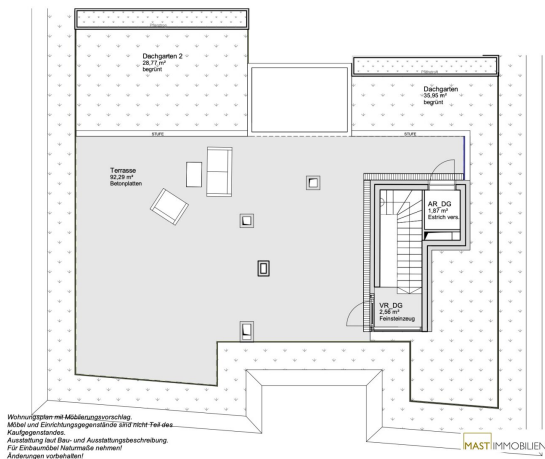 Dachgarten 2
28,77 m²
begrünt
Dachgarten
35,95 m²
begrünt
STUFE
STUFE
Terrasse
92,29 m²
Betonplatten
AR_DG
1,87 m²
Estrich vers.
VR_DG
2,56 m²
Feinsteinzeug
Wohnungsplan mit Möblierungsvorschlag.
Möbel und Einrichtungsgegenstände sind nicht Teil des
Kaufgegenstandes.
Ausstattung laut Bau- und Ausstattungsbeschreibung.
Für Einbaumöbel Naturmaße nehmen!
Änderungen vorbehalten!
MAST IMMOBILIEN